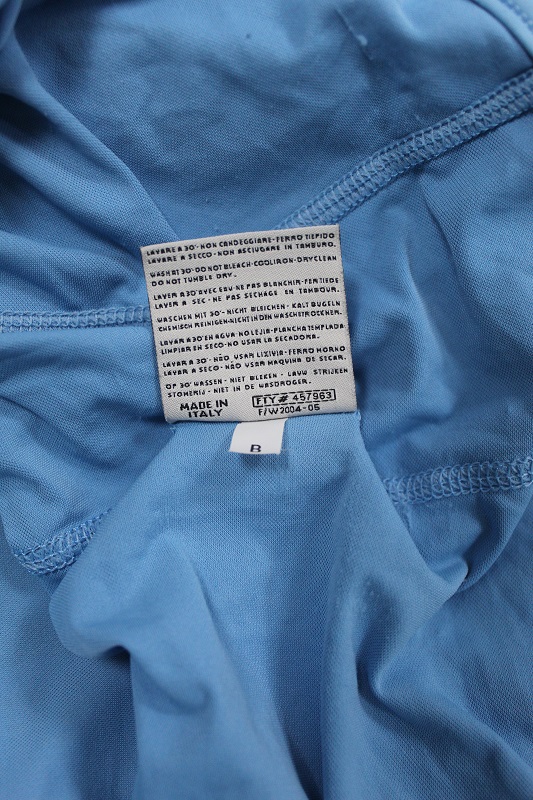 LAVARE A 30°-NON CANDEGGIARE-FERRO TIEPIDO
LAVARE A SECCO-NON ASCIUGARE IN TAMBURO.
WASH AT 30°-DO NOT BLEACH-COOL IRON-DRYCLEAN
DO NOT TUMBLE DRY.
LAVER A 30°AVEC EAU-NE PAS BLANCHIR-FER TIEDE
LAVER A SEC-NE PAS SECHAGE EN TAMBOUR.
WASCHEN MIT 30°-NICHT BLEICHEN-KALT BUGELN
CHEMISCH REINIGEN-NICHT IN DEN WASHETROCKNER.
LAVAR A 30°EN AGUA-NO LEJIA-PLANCHA TEMPLADA
LIMPIAR EN SECO-NO USAR LA SECADORA.
LAVAR A 30°-NÃO USAR LIXIVIO-FERRO MORNO
LAVAR A SECO-NÃO USAR MAQUINA DE SECAR.
OP 30° WASSEN-NIET BLEKEN-LAUW STRIJKEN
STOMERIJ-NIET IN DE WASDROGER.
MADE IN ITALY
FTY# 457963
F/W2004-05
B